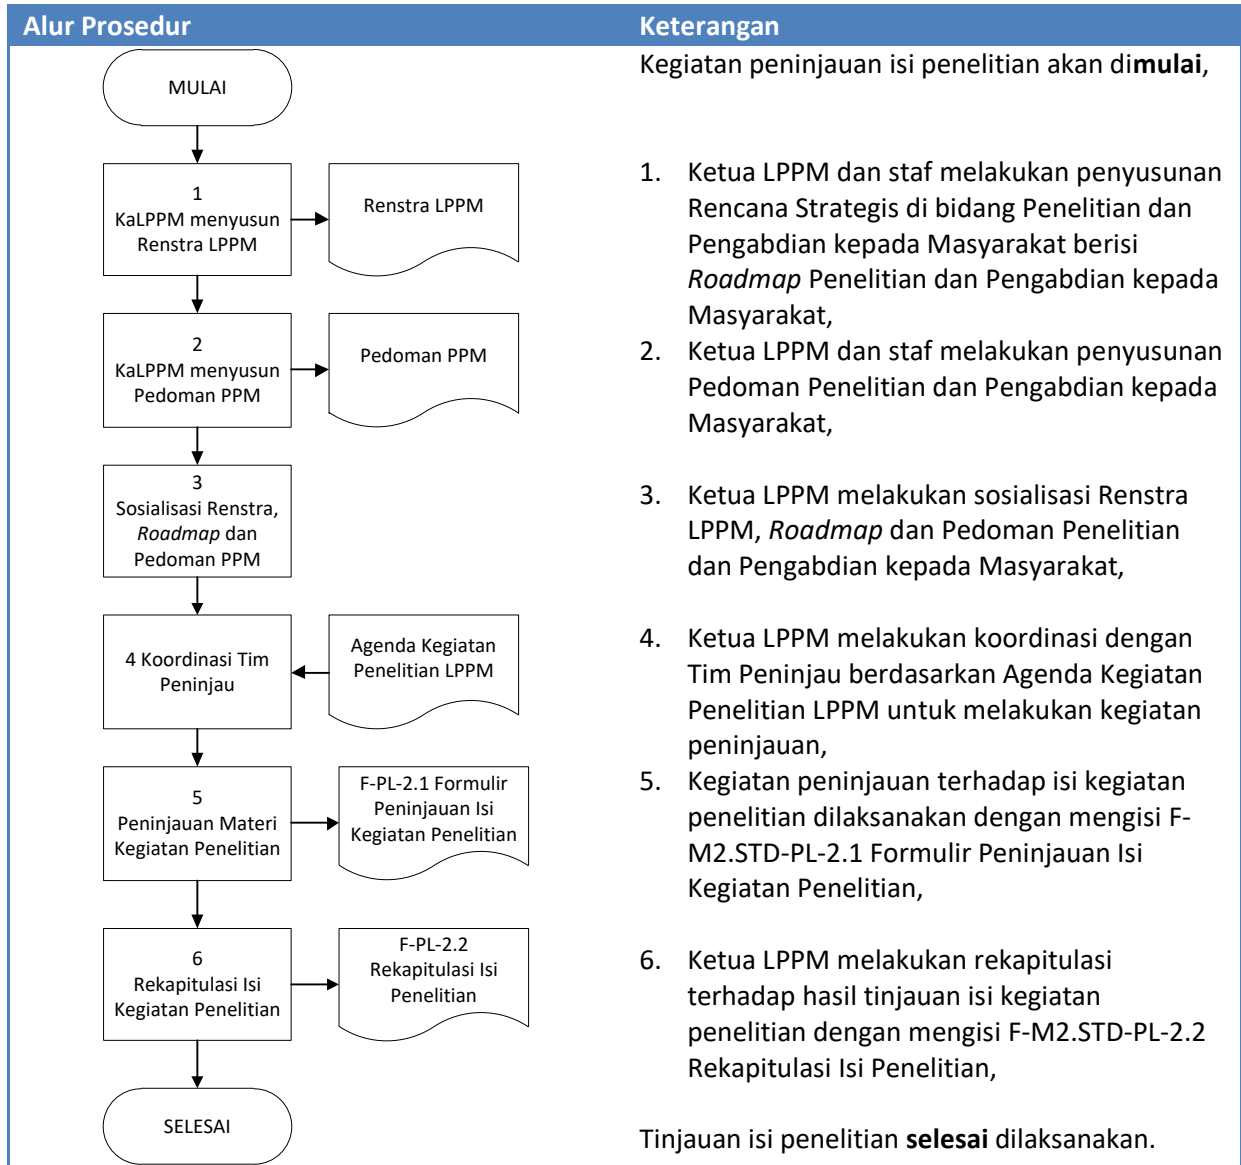 Alur Prosedur
Keterangan
MULAI
1
KaLPPM menyusun
Renstra LPPM
Renstra LPPM
2
KaLPPM menyusun
Pedoman PPM
Pedoman PPM
3
Sosialisasi Renstra,
Roadmap dan
Pedoman PPM
4 Koordinasi Tim
Peninjau
Agenda Kegiatan
Penelitian LPPM
5
Peninjauan Materi
Kegiatan Penelitian
F-PL-2.1 Formulir
Peninjauan Isi
Kegiatan Penelitian
6
Rekapitulasi Isi
Kegiatan Penelitian
F-PL-2.2
Rekapitulasi Isi
Penelitian
SELESAI
Kegiatan peninjauan isi penelitian akan dimulai,
1. Ketua LPPM dan staf melakukan penyusunan
Rencana Strategis di bidang Penelitian dan
Pengabdian kepada Masyarakat berisi
Roadmap Penelitian dan Pengabdian kepada
Masyarakat,
2. Ketua LPPM dan staf melakukan penyusunan
Pedoman Penelitian dan Pengabdian kepada
Masyarakat,
3. Ketua LPPM melakukan sosialisasi Renstra
LPPM, Roadmap dan Pedoman Penelitian
dan Pengabdian kepada Masyarakat,
4. Ketua LPPM melakukan koordinasi dengan
Tim Peninjau berdasarkan Agenda Kegiatan
Penelitian LPPM untuk melakukan kegiatan
peninjauan,
5. Kegiatan peninjauan terhadap isi kegiatan
penelitian dilaksanakan dengan mengisi F-
M2.STD-PL-2.1 Formulir Peninjauan Isi
Kegiatan Penelitian,
6. Ketua LPPM melakukan rekapitulasi
terhadap hasil tinjauan isi kegiatan
penelitian dengan mengisi F-M2.STD-PL-2.2
Rekapitulasi Isi Penelitian,
Tinjauan isi penelitian selesai dilaksanakan.